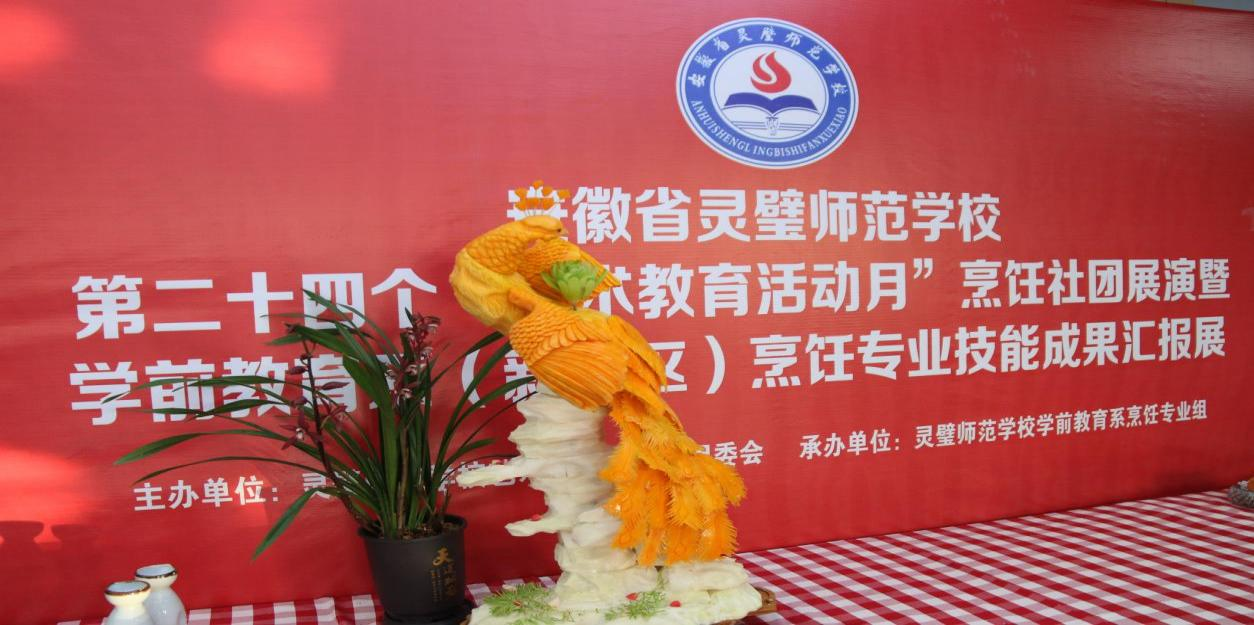 安徽省灵璧师范学校
ANHUISHENGLINGBISHIFANXUEXIAO
徽省灵璧师范学校
第二十四个 术教育活动月”烹饪社团展演暨
学前教育 （ 区）烹饪专业技能成果汇报展
主办单位： 委会 承办单位：灵璧师范学校学前教育系烹饪专业组